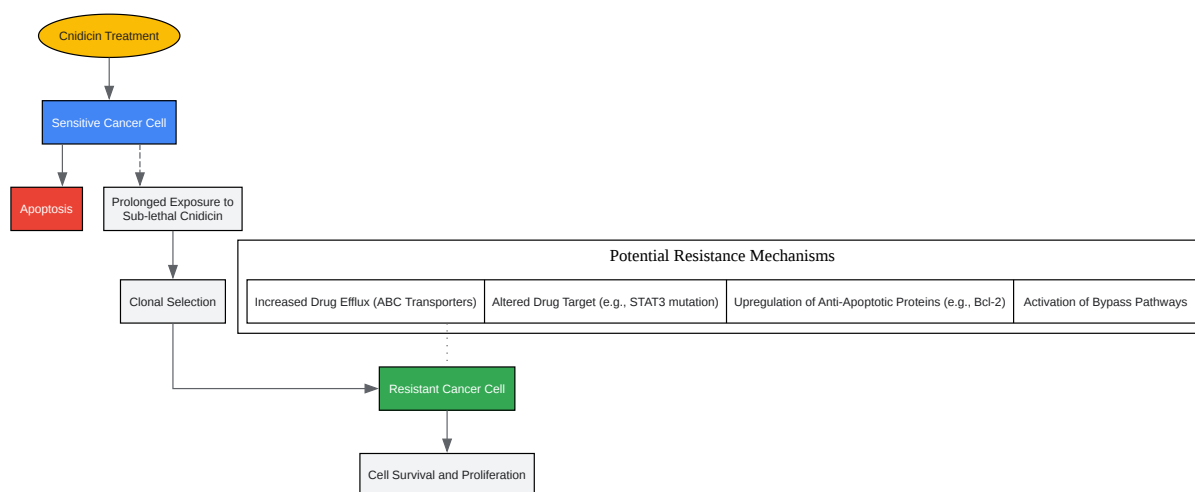 Cnidicin Treatment
Sensitive Cancer Cell
Apoptosis
Prolonged Exposure to
Sub-lethal Cnidicin
Potential Resistance Mechanisms
Clonal Selection
Increased Drug Efflux (ABC Transporters)
Altered Drug Target (e.g., STAT3 mutation)
Upregulation of Anti-Apoptotic Proteins (e.g., Bcl-2)
Activation of Bypass Pathways
Resistant Cancer Cell
Cell Survival and Proliferation